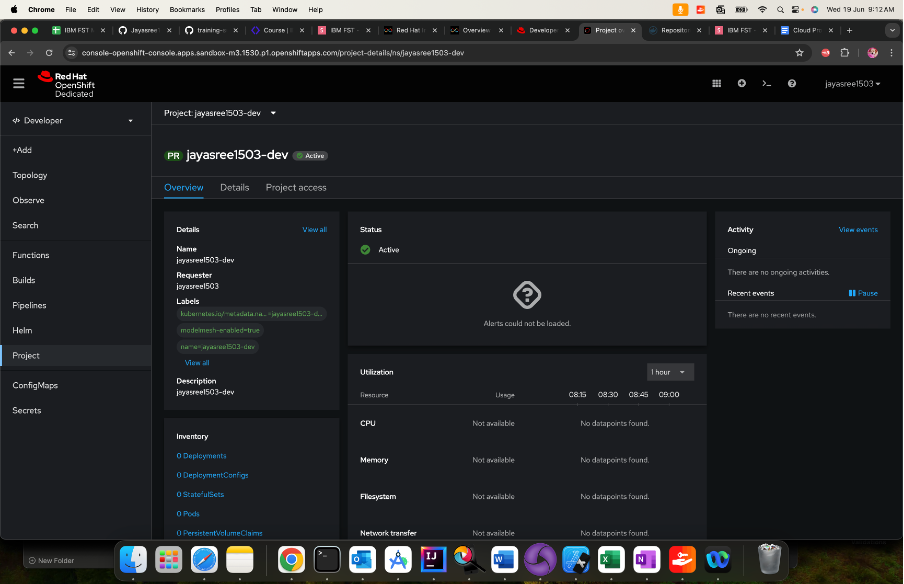 Chrome File Edit View History Bookmarks Profiles Tab Window Help Wed 19 Jun 9:12 AM
IBM FST Jayasree1 training-re Course | I Red Hat tr Overview Develope Project ov Reposito IBM FST - Cloud Pro
console-openshift-console.apps.sandbox-m3.1530.p1.openshiftapps.com/project-details/ns/jayasree1503-dev
Red Hat
OpenShift
Dedicated
jayasree1503
Developer
Project: jayasree1503-dev
+Add
Topology
Observe
Search
Functions
Builds
Pipelines
Helm
Project
ConfigMaps
Secrets
PR jayasree1503-dev Active
Overview Details Project access
Details View all
Name
jayasree1503-dev
Requester
jayasree1503
Labels
kubernetes.io/metadata.na... =jayasree1503-d...
modelmesh-enabled=true
name=jayasree1503-dev
View all
Description
jayasree1503-dev
Inventory
0 Deployments
0 DeploymentConfigs
0 StatefulSets
0 Pods
0 PersistentVolumeClaims
Status
Active
Alerts could not be loaded.
Utilization 1 hour
Resource Usage 08:15 08:30 08:45 09:00
CPU Not available No datapoints found.
Memory Not available No datapoints found.
Filesystem Not available No datapoints found.
Network transfer Not available No datapoints found.
Activity View events
Ongoing
There are no ongoing activities.
Recent events Pause
There are no recent events.
New Folder